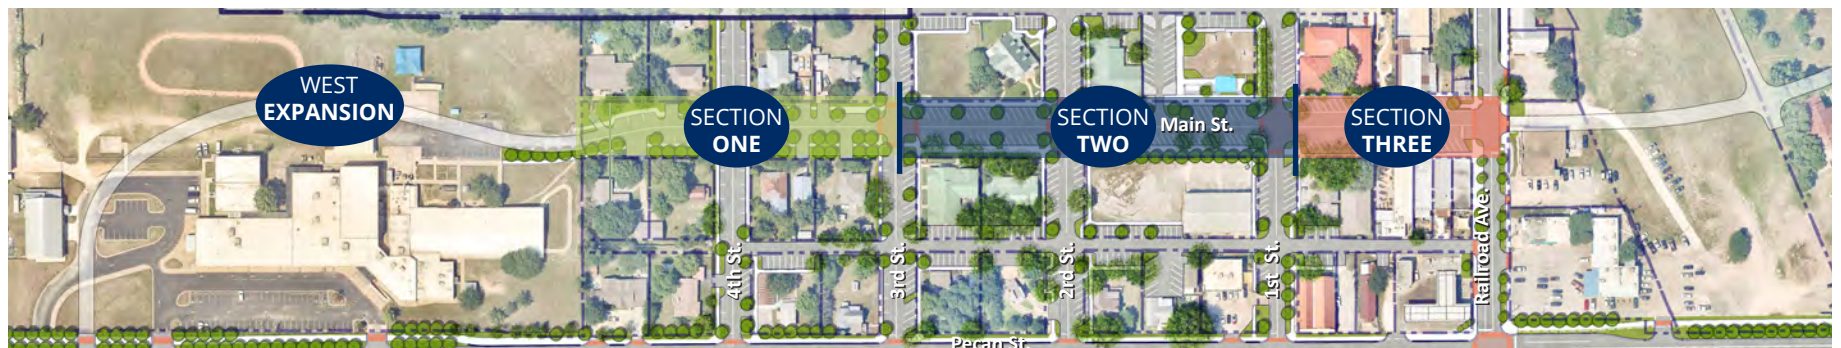 WEST
EXPANSION
SECTION
ONE
SECTION
TWO
Main St.
SECTION
THREE
4th St.
3rd St.
2rd St.
1st St.
Railroad Ave.
Pecan St.